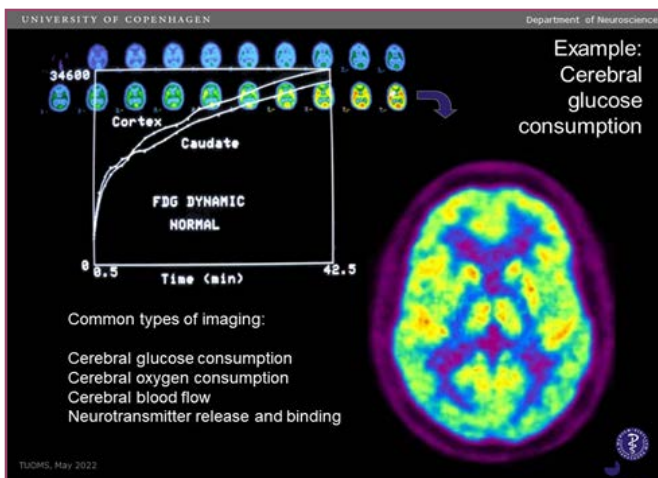 UNIVERSITY OF COPENHAGEN
Department of Neuroscience
Example:
Cerebral
glucose
consumption
34600
Cortex
Caudate
FDG DYNAMIC
NORMAL
0
0.5
Time (min)
42.5
Common types of imaging:
Cerebral glucose consumption
Cerebral oxygen consumption
Cerebral blood flow
Neurotransmitter release and binding
TUDMS, May 2022